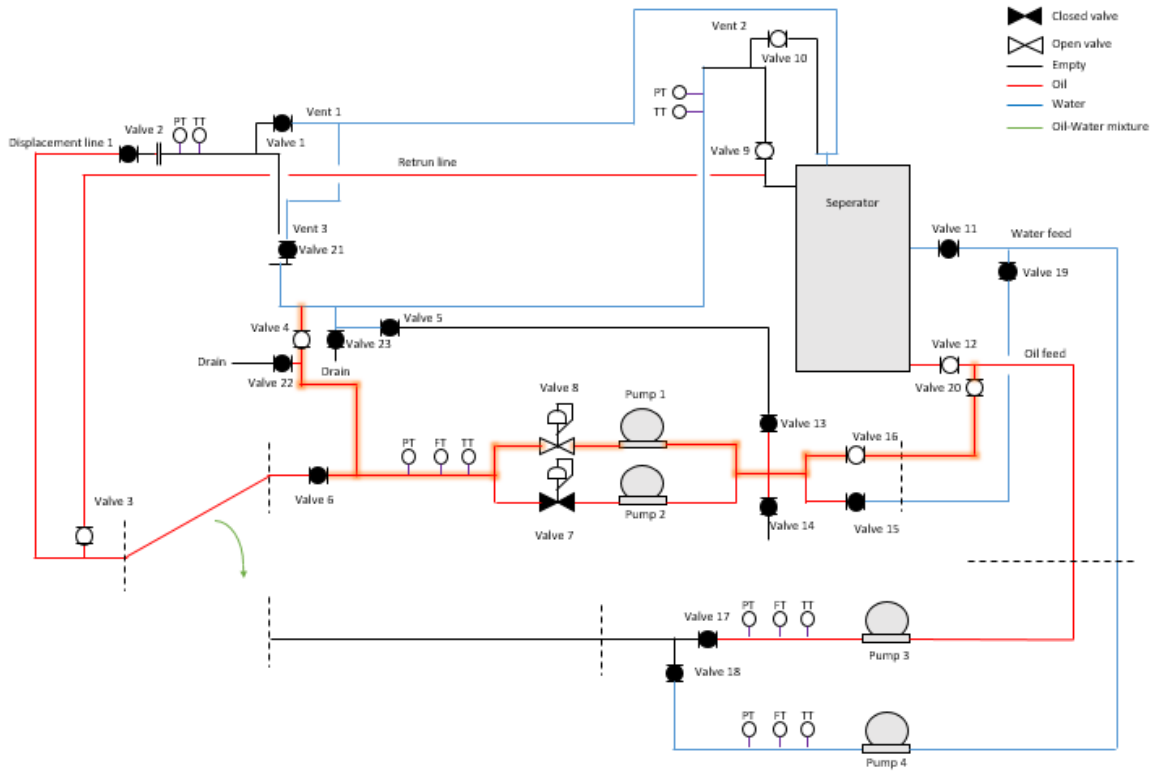 Vent 2
Closed valve
Open valve
Valve 10
Empty
Oil
PT
Water
TT
Vent 1
Oil-Water mixture
Displacement line 1
Valve 2
PT TT
Valve 1
Valve 9
Retrun line
Seperator
Vent 3
Valve 11
Water feed
Valve 21
Valve 19
Valve 5
Valve 4
Valve 23
Valve 12
Oil feed
Drain
Drain
Valve 22
Valve 20
Valve 8
Pump 1
Valve 13
PT FT TT
Valve 16
Valve 6
Valve 3
Pump 2
Valve 14
Valve 15
Valve 7
PT FT TT
Valve 17
Pump 3
Valve 18
PT FT TT
Pump 4